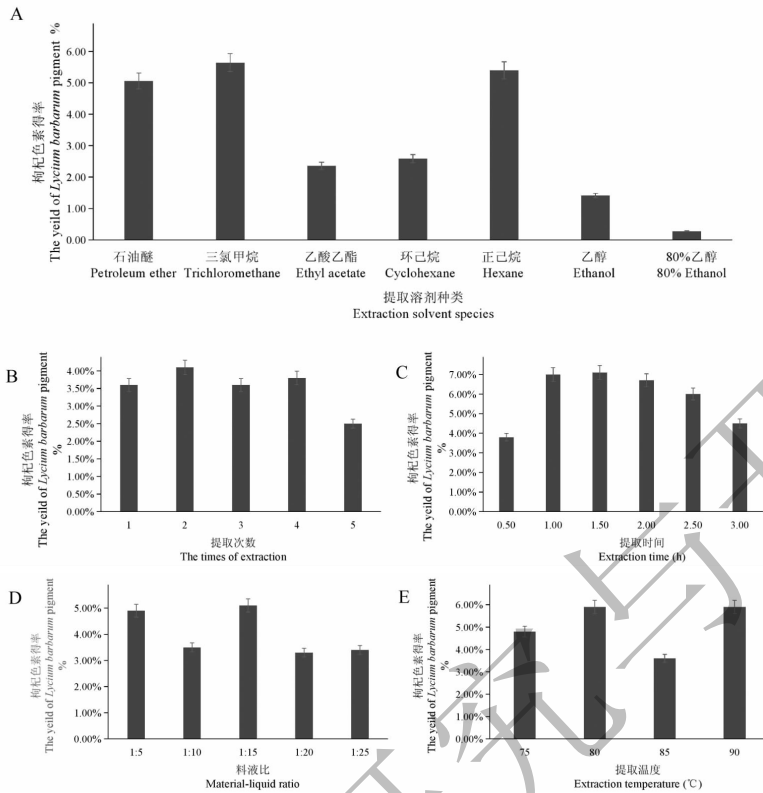 A
枸杞色素得率
The yeild of Lycium barbarum pigment %
6.00
5.00
4.00
3.00
2.00
1.00
0.00
石油醚 三氯甲烷 乙酸乙酯 环己烷 正己烷 乙醇 80%乙醇
Petroleum ether Trichloromethane Ethyl acetate Cyclohexane Hexane Ethanol 80% Ethanol
提取溶剂种类
Extraction solvent species
B
枸杞色素得率
The yeild of Lycium barbarum pigment
%
4.00%
3.50%
3.00%
2.50%
2.00%
1.50%
1.00%
0.50%
0.00%
1 2 3 4 5
提取次数
The times of extraction
C
枸杞色素得率
The yeild of Lycium barbarum pigment
%
7.00%
6.00%
5.00%
4.00%
3.00%
2.00%
1.00%
0.00%
0.50 1.00 1.50 2.00 2.50 3.00
提取时间
Extraction time (h)
D
枸杞色素得率
The yeild of Lycium barbarum pigment
%
5.00%
4.00%
3.00%
2.00%
1.00%
0.00%
1:5 1:10 1:15 1:20 1:25
料液比
Material-liquid ratio
E
枸杞色素得率
The yeild of Lycium barbarum pigment
%
6.00%
5.00%
4.00%
3.00%
2.00%
1.00%
0.00%
75 80 85 90
提取温度
Extraction temperature (℃)